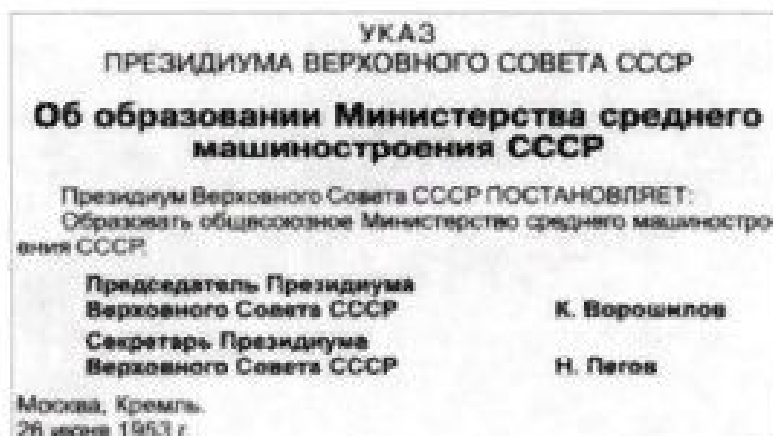 УКАЗ
ПРЕЗИДИУМА ВЕРХОВНОГО СОВЕТА СССР
Об образовании Министерства среднего
машиностроения СССР
Президиум Верховного Совета СССР ПОСТАНОВЛЯЕТ:
Образовать общесоюзное Министерство среднего машиностро-
ения СССР.
Председатель Президиума
Верховного Совета СССР К. Ворошилов
Секретарь Президиума
Верховного Совета СССР Н. Пегов
Москва, Кремль.
26 июня 1953 г.